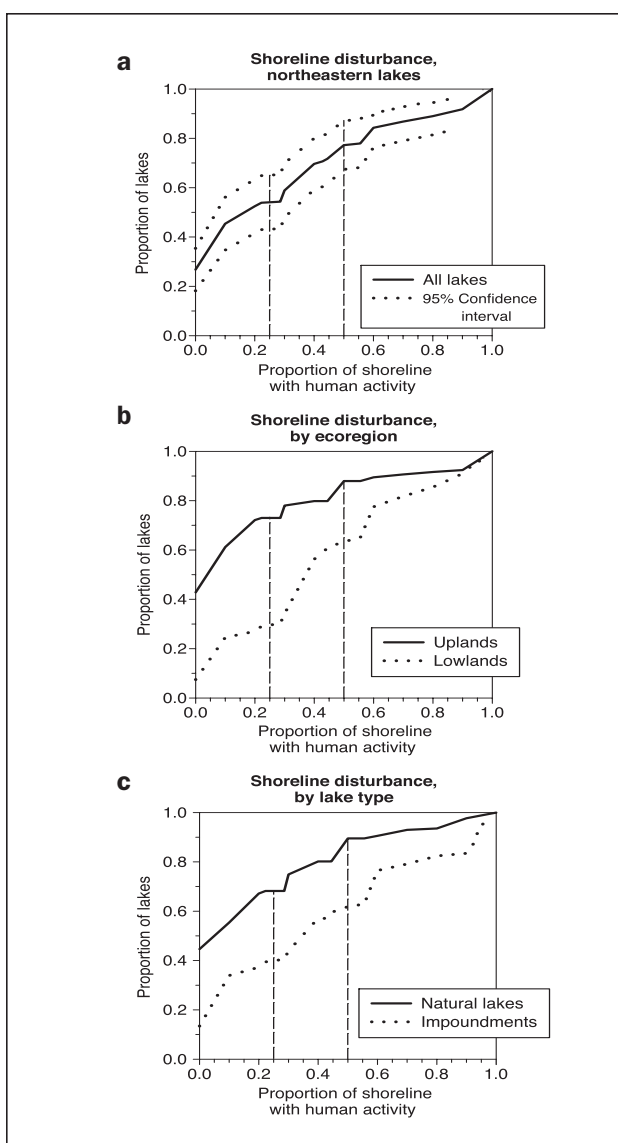 a
Shoreline disturbance,
northeastern lakes
1.0
0.8
0.6
0.4
0.2
0.0
Proportion of lakes
All lakes
95% Confidence
interval
0.0 0.2 0.4 0.6 0.8 1.0
Proportion of shoreline
with human activity
b
Shoreline disturbance,
by ecoregion
1.0
0.8
0.6
0.4
0.2
0.0
Proportion of lakes
Uplands
Lowlands
0.0 0.2 0.4 0.6 0.8 1.0
Proportion of shoreline
with human activity
c
Shoreline disturbance,
by lake type
1.0
0.8
0.6
0.4
0.2
0.0
Proportion of lakes
Natural lakes
Impoundments
0.0 0.2 0.4 0.6 0.8 1.0
Proportion of shoreline
with human activity